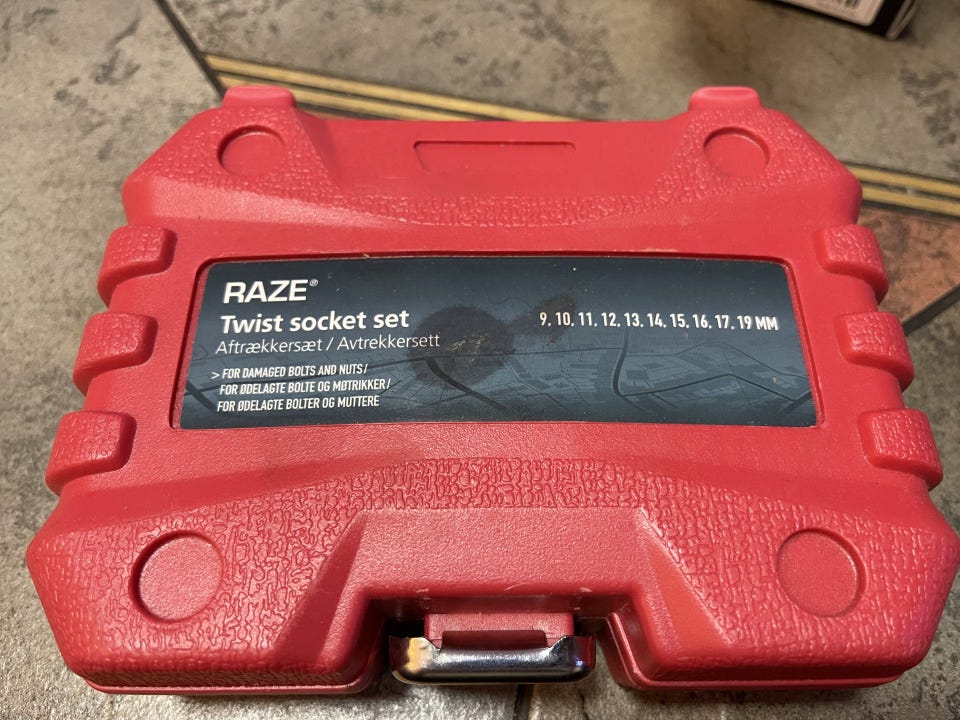 RAZE®
Twist socket set
Aftrækkersæt / Avtrekkersett
> FOR DAMAGED BOLTS AND NUTS/
FOR ØDELAGTE BOLTE OG MØTRIKKER/
FOR ØDELAGTE BOLTER OG MUTTERE
9, 10, 11, 12, 13, 14, 15, 16, 17, 19 MM